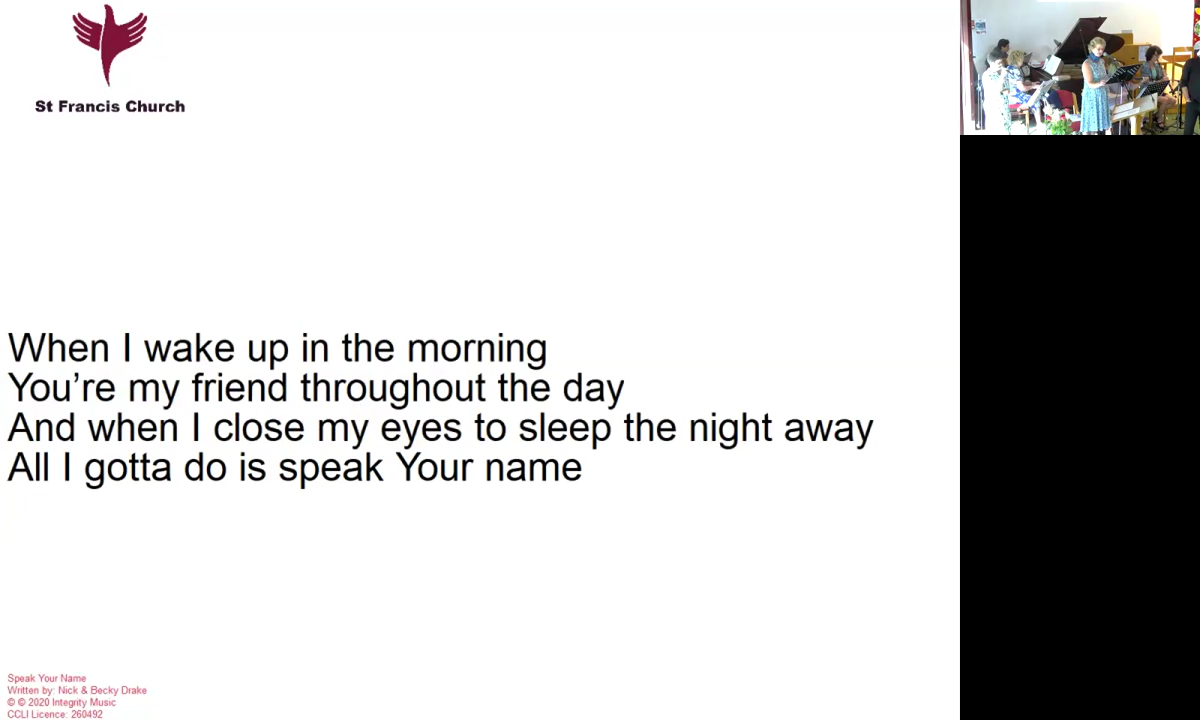 St Francis Church
When I wake up in the morning
You're my friend throughout the day
And when I close my eyes to sleep the night away
All I gotta do is speak Your name
Speak Your Name
Written by: Nick & Becky Drake
© © 2020 Integrity Music
CCLI Licence: 260492